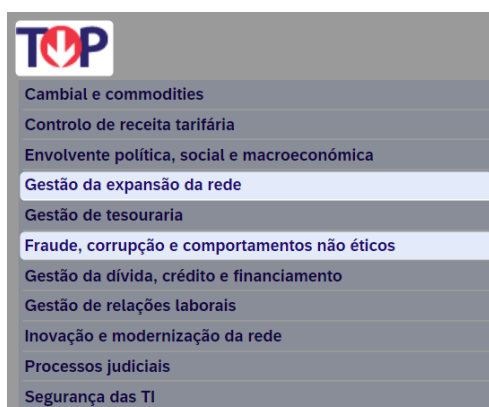 TOP
Cambial e commodities
Controlo de receita tarifária
Envolvente política, social e macroeconómica
Gestão da expansão da rede
Gestão de tesouraria
Fraude, corrupção e comportamentos não éticos
Gestão da dívida, crédito e financiamento
Gestão de relações laborais
Inovação e modernização da rede
Processos judiciais
Segurança das TI